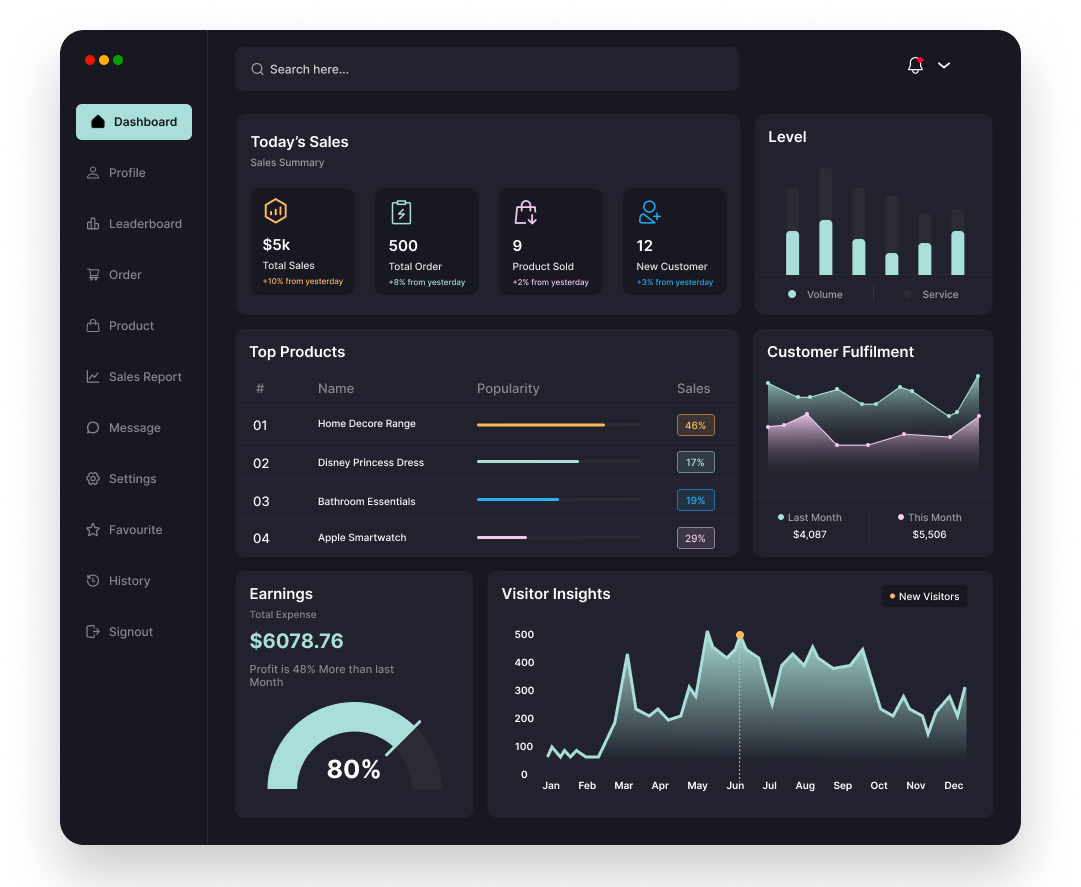 Search here...
Dashboard
Profile
Leaderboard
Order
Product
Sales Report
Message
Settings
Favourite
History
Signout
Today's Sales
Sales Summary
$5k
Total Sales
+10% from yesterday
500
Total Order
+8% from yesterday
9
Product Sold
+2% from yesterday
12
New Customer
+3% from yesterday
Level
Volume
Service
Top Products
# Name Popularity Sales
01 Home Decore Range 46%
02 Disney Princess Dress 17%
03 Bathroom Essentials 19%
04 Apple Smartwatch 29%
Customer Fulfilment
Last Month
$4,087
This Month
$5,506
Earnings
Total Expense
$6078.76
Profit is 48% More than last
Month
80%
Visitor Insights
New Visitors
500
400
300
200
100
0
Jan Feb Mar Apr May Jun Jul Aug Sep Oct Nov Dec